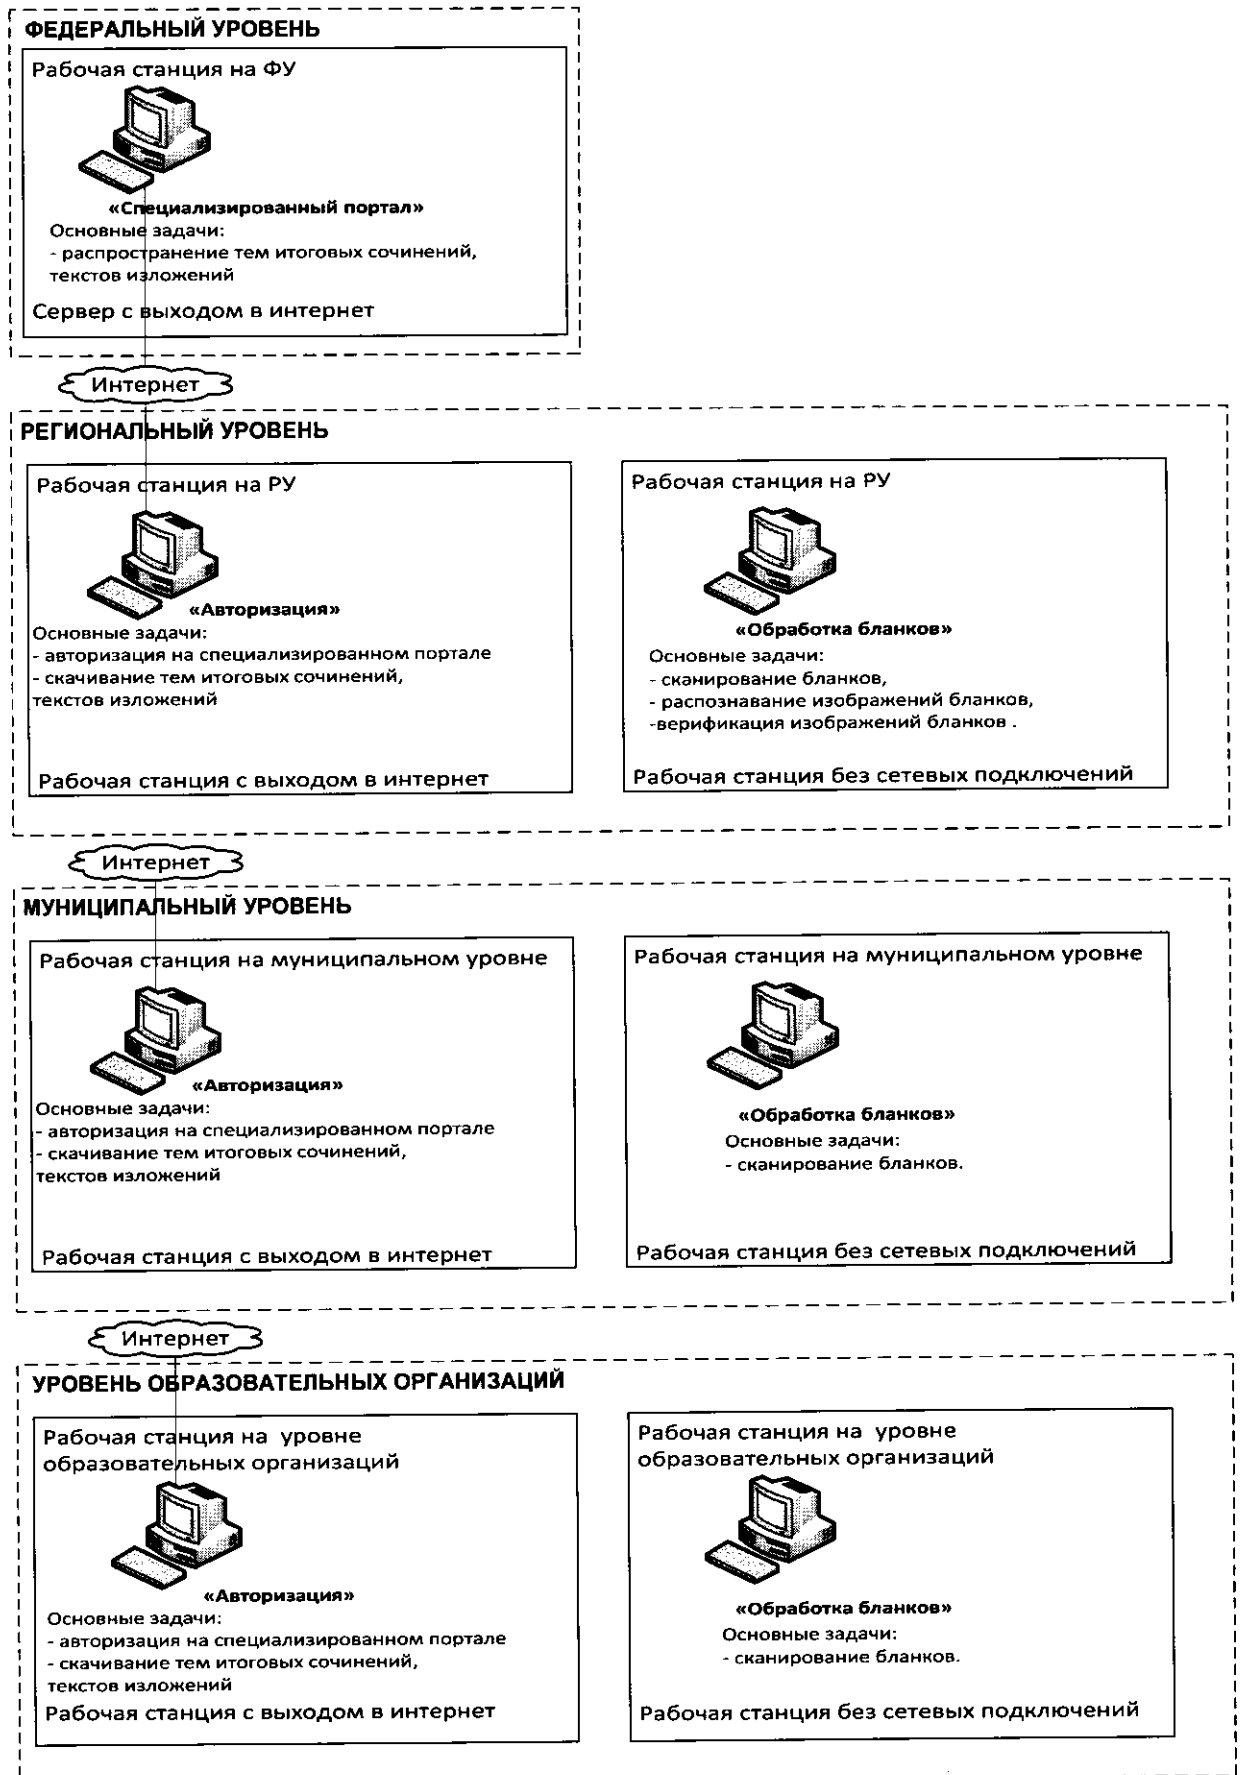 ФЕДЕРАЛЬНЫЙ УРОВЕНЬ
Рабочая станция на ФУ
«Специализированный портал»
Основные задачи:
- распространение тем итоговых сочинений,
текстов изложений
Сервер с выходом в интернет
Интернет
РЕГИОНАЛЬНЫЙ УРОВЕНЬ
Рабочая станция на РУ
«Авторизация»
Основные задачи:
- авторизация на специализированном портале
- скачивание тем итоговых сочинений,
текстов изложений
Рабочая станция с выходом в интернет
Рабочая станция на РУ
«Обработка бланков»
Основные задачи:
- сканирование бланков,
- распознавание изображений бланков,
-верификация изображений бланков .
Рабочая станция без сетевых подключений
Интернет
МУНИЦИПАЛЬНЫЙ УРОВЕНЬ
Рабочая станция на муниципальном уровне
«Авторизация»
Основные задачи:
- авторизация на специализированном портале
- скачивание тем итоговых сочинений,
текстов изложений
Рабочая станция с выходом в интернет
Рабочая станция на муниципальном уровне
«Обработка бланков»
Основные задачи:
- сканирование бланков.
Рабочая станция без сетевых подключений
Интернет
УРОВЕНЬ ОБРАЗОВАТЕЛЬНЫХ ОРГАНИЗАЦИЙ
Рабочая станция на уровне
образовательных организаций
«Авторизация»
Основные задачи:
- авторизация на специализированном портале
- скачивание тем итоговых сочинений,
текстов изложений
Рабочая станция с выходом в интернет
Рабочая станция на уровне
образовательных организаций
«Обработка бланков»
Основные задачи:
- сканирование бланков.
Рабочая станция без сетевых подключений